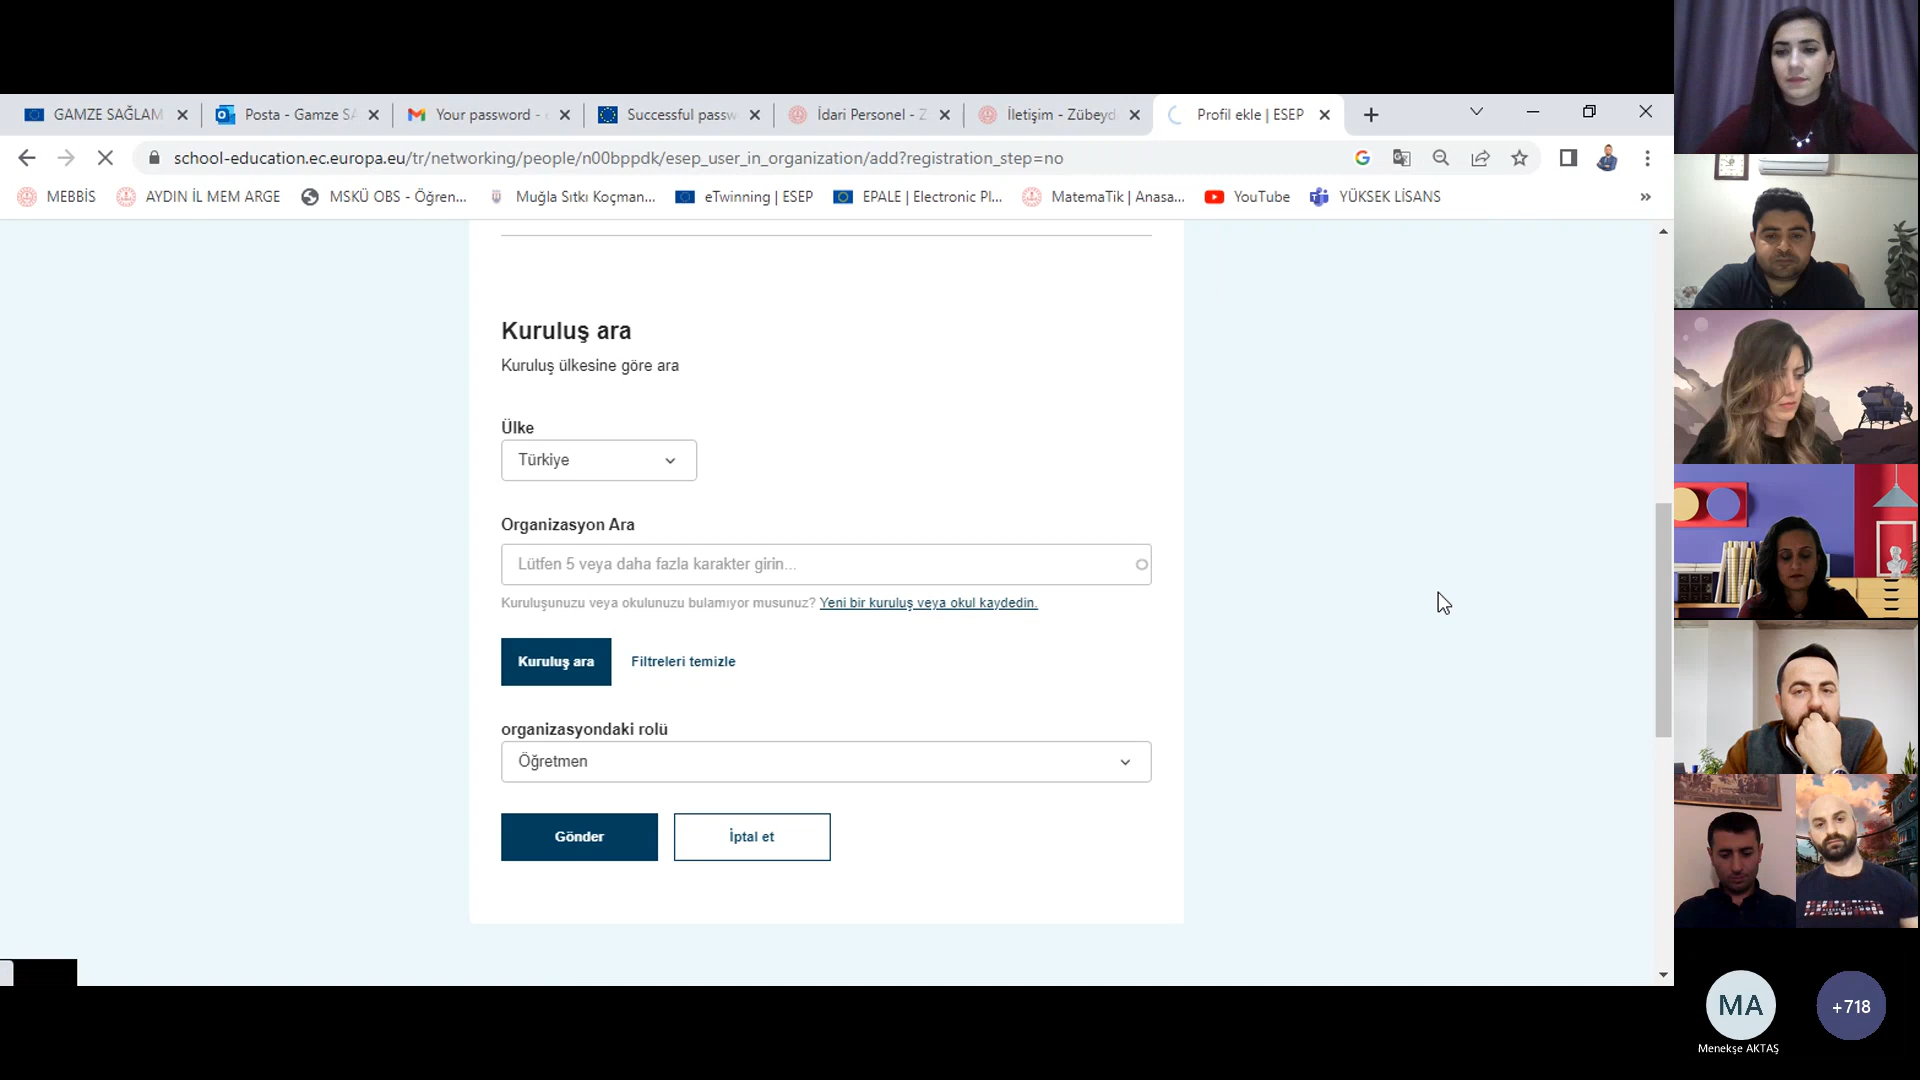 GAMZE SAĞLAM
Posta - Gamze SA
Your password -
Successful passw
İdari Personel - Z
İletişim - Zübeyd
Profil ekle | ESEP
school-education.ec.europa.eu/tr/networking/people/n00bppdk/esep_user_in_organization/add?registration_step=no
MEBBİS
AYDIN İL MEM ARGE
MSKÜ OBS - Öğren...
Muğla Sıtkı Koçman...
eTwinning | ESEP
EPALE | Electronic Pl...
MatemaTik | Anasa...
YouTube
YÜKSEK LİSANS
»
Kuruluş ara
Kuruluş ülkesine göre ara
Ülke
Türkiye
Organizasyon Ara
Lütfen 5 veya daha fazla karakter girin...
Kuruluşunuzu veya okulunuzu bulamıyor musunuz? Yeni bir kuruluş veya okul kaydedin.
Kuruluş ara
Filtreleri temizle
organizasyondaki rolü
Öğretmen
Gönder
İptal et
MA
+718
Menekşe AKTAŞ